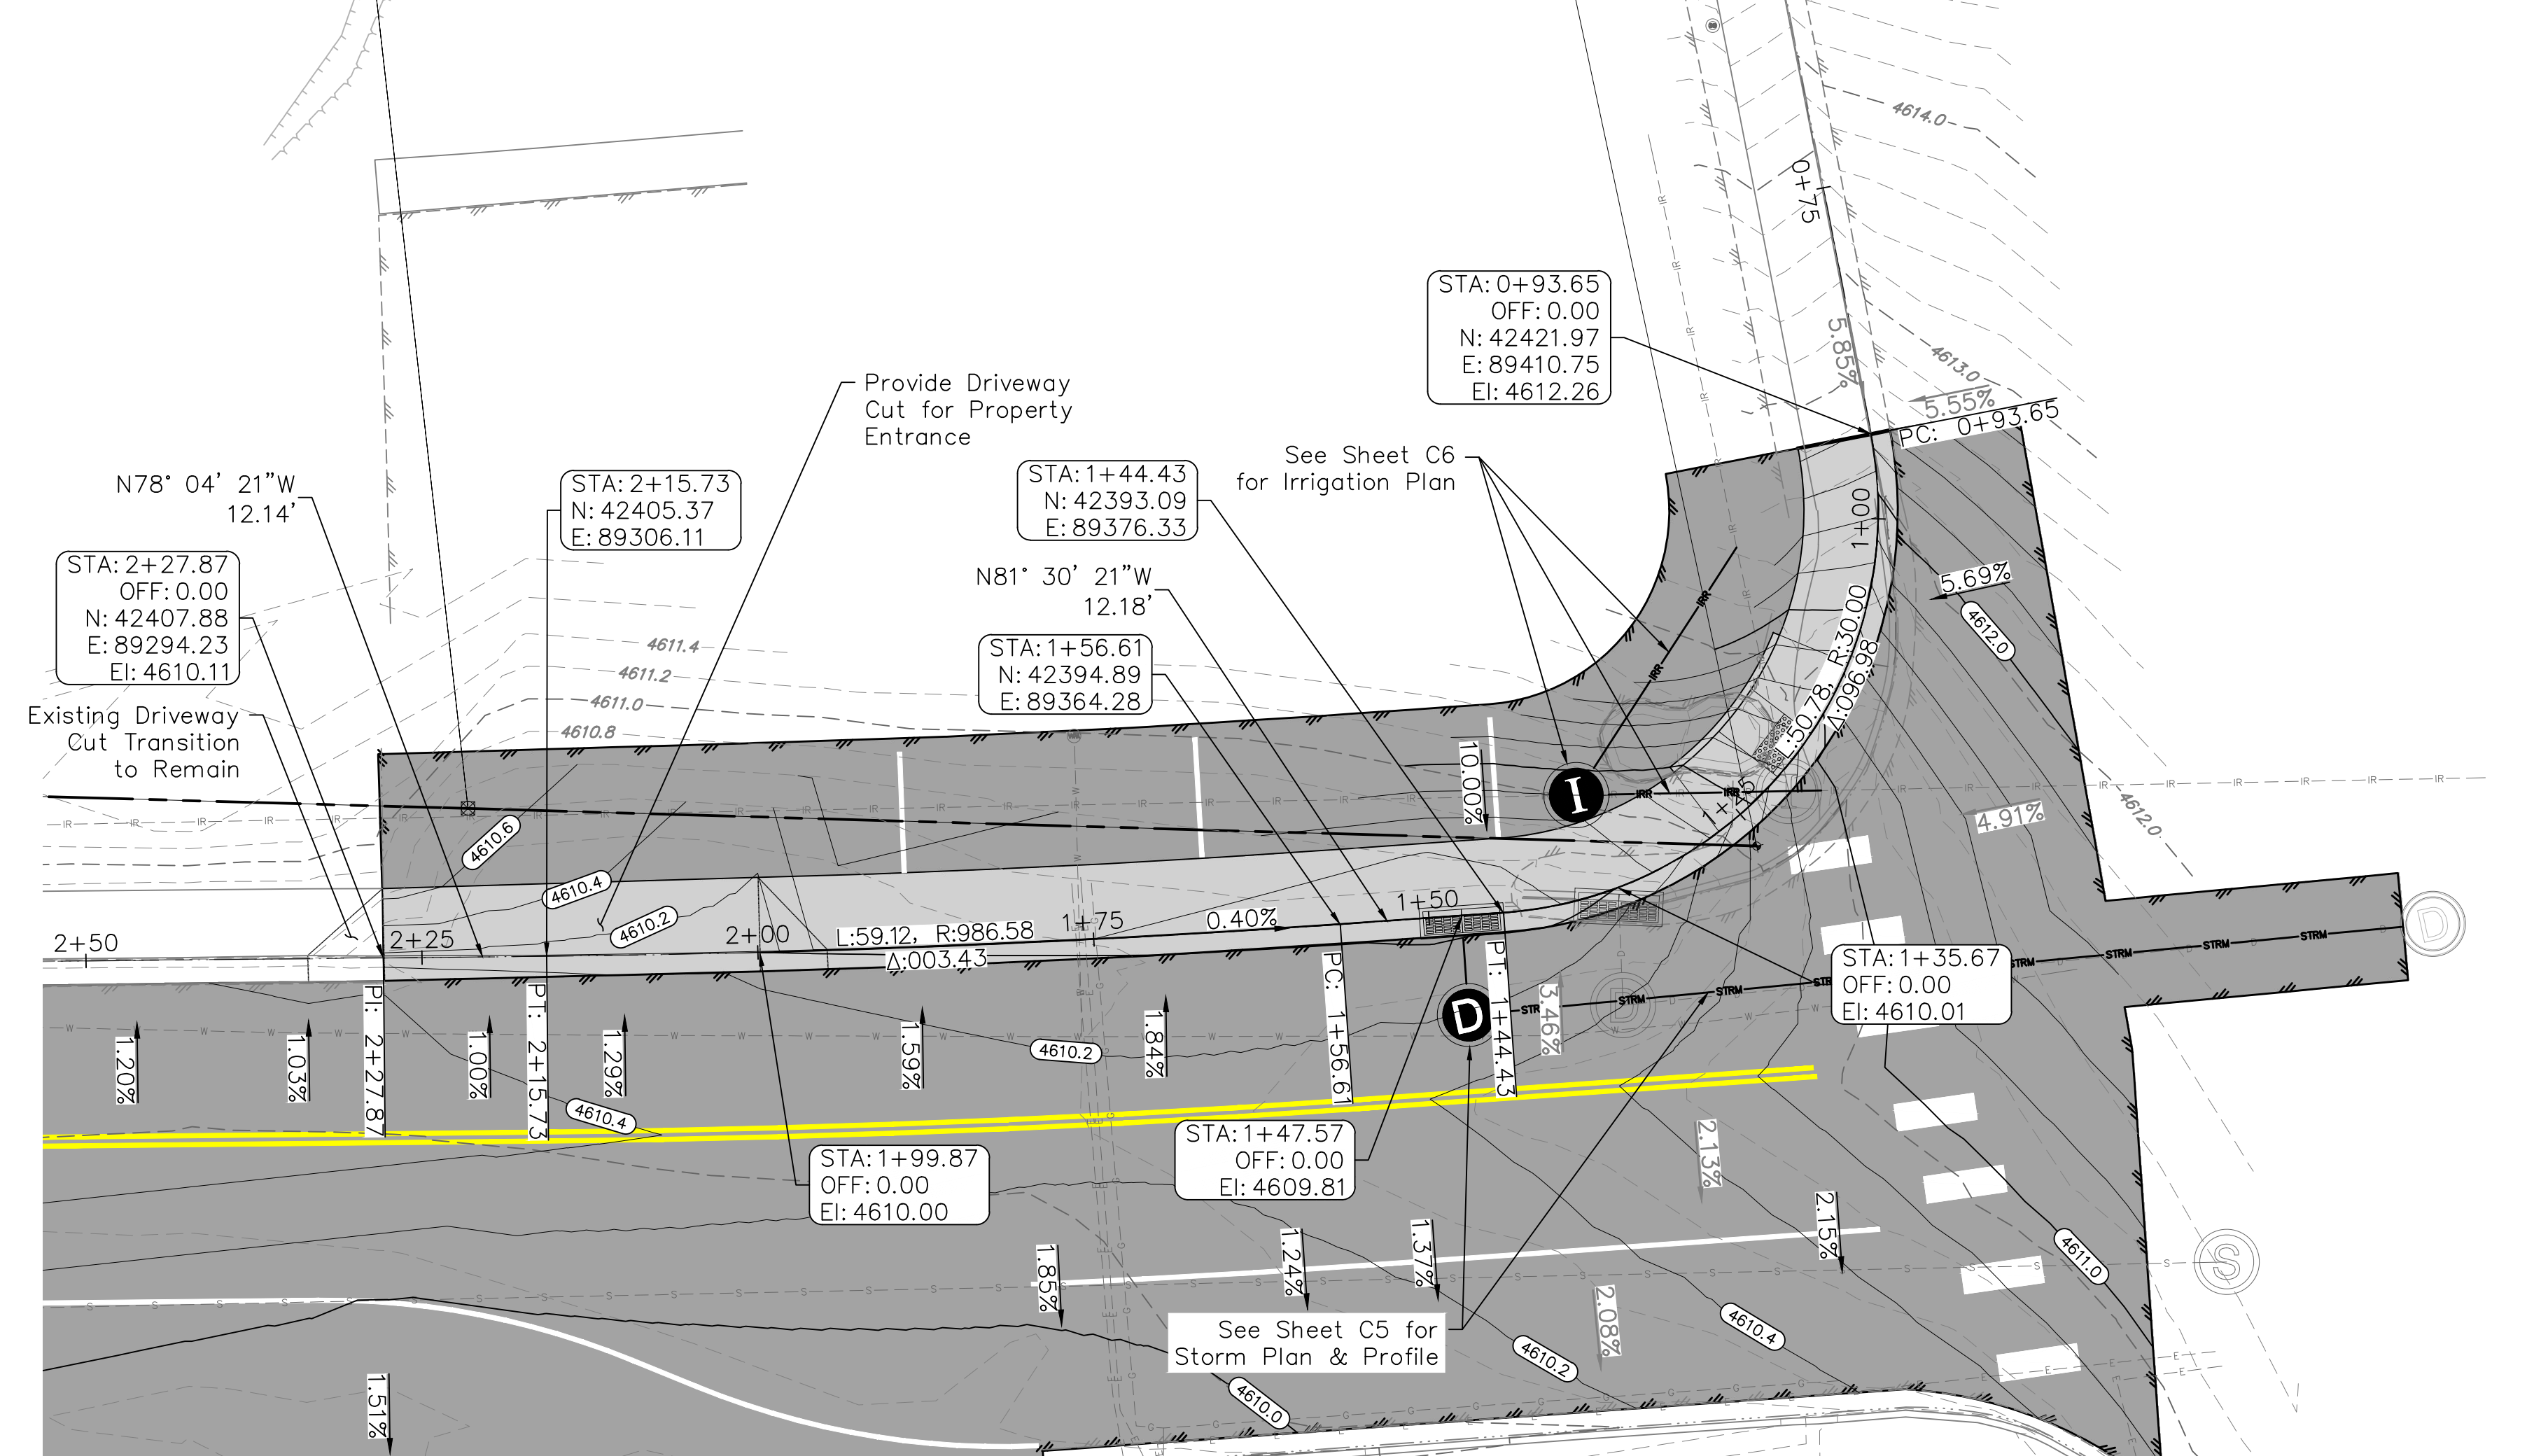 4614.0
0+75
STA: 0+93.65
OFF: 0.00
N: 42421.97
E: 89410.75
El: 4612.26
5.85%
4613.0
5.55%
PC: 0+93.65
Provide Driveway
Cut for Property
Entrance
See Sheet C6
for Irrigation Plan
N78° 04' 21"W
12.14'
STA: 2+15.73
N: 42405.37
E: 89306.11
STA: 1+44.43
N: 42393.09
E: 89376.33
1+00
STA: 2+27.87
OFF: 0.00
N: 42407.88
E: 89294.23
El: 4610.11
N81° 30' 21"W
12.18'
5.69%
4612.0
STA: 1+56.61
N: 42394.89
E: 89364.28
4611.4
4611.2
4611.0
4610.8
L:50.78, R:30.00
Δ:096.98
Existing Driveway
Cut Transition
to Remain
10.00%
I
IRR
IRR
IRR
IRR
1+25
4.91%
4612.0
4610.6
4610.4
4610.2
2+50
2+25
2+00
L:59.12, R:986.58
Δ:003.43
1+75
0.40%
1+50
D
STRM
STRM
STRM
STRM
STRM
STA: 1+35.67
OFF: 0.00
El: 4610.01
D
D
3.46%
PI: 2+27.87
PT: 2+15.73
PC: 1+56.61
PT: 1+44.43
1.20%
1.03%
1.00%
1.29%
1.59%
1.84%
4610.2
4610.4
STA: 1+99.87
OFF: 0.00
El: 4610.00
STA: 1+47.57
OFF: 0.00
El: 4609.81
2.13%
2.15%
1.85%
1.24%
1.37%
2.08%
4611.0
S
See Sheet C5 for
Storm Plan & Profile
4610.4
4610.2
4610.0
1.51%